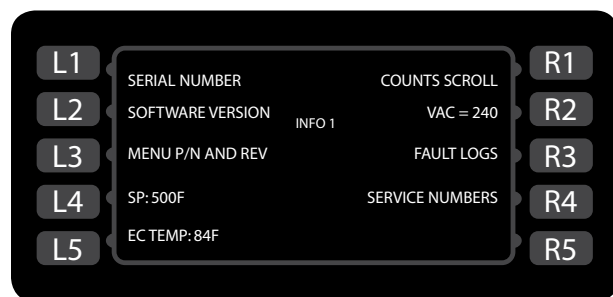 L1
SERIAL NUMBER
COUNTS SCROLL
R1
L2
SOFTWARE VERSION
INFO 1
VAC = 240
R2
L3
MENU P/N AND REV
FAULT LOGS
R3
L4
SP: 500F
SERVICE NUMBERS
R4
L5
EC TEMP: 84F
R5